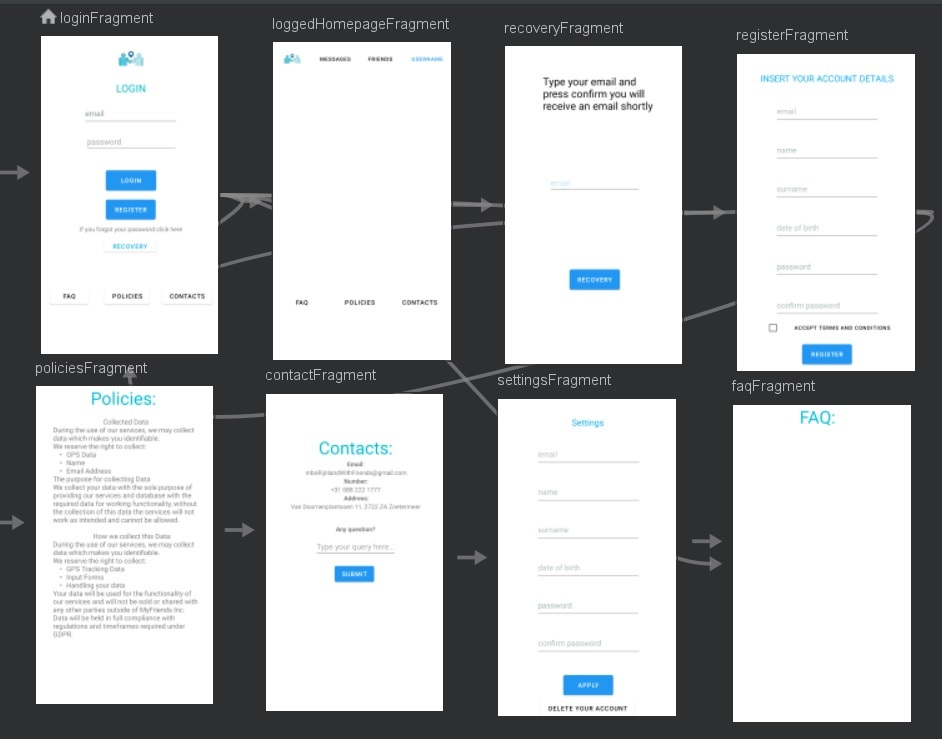 loginFragment
LOGIN
email
password
LOGIN
REGISTER
If you forgot your password click here
RECOVERY
FAQ POLICIES CONTACTS
loggedHomepageFragment
MESSAGES FRIENDS USERNAME
FAQ POLICIES CONTACTS
recoveryFragment
Type your email and
press confirm you will
receive an email shortly
email
RECOVERY
registerFragment
INSERT YOUR ACCOUNT DETAILS
email
name
surname
date of birth
password
confirm password
ACCEPT TERMS AND CONDITIONS
REGISTER
policiesFragment
Policies:
Collected Data
During the use of our services, we may collect
data which makes you identifiable.
We reserve the right to collect:
• GPS Data
• Name
• Email Address
The purpose for collecting Data
We collect your data with the sole purpose of
providing our services and database with the
required data for working functionality, without
the collection of this data the services will not
work as intended and cannot be allowed.
How we collect this Data
During the use of our services, we may collect
data which makes you identifiable.
We reserve the right to collect:
• GPS Tracking Data
• Input Forms
• Handling your data
Your data will be used for the functionality of
our services and will not be sold or shared with
any other parties outside of MyFriends Inc.
Data will be held in full compliance with
regulations and timeframes required under
GDPR.
contactFragment
Contacts:
Email:
Number:
+31 088 222 1777
Address:
11, 2722 ZA Zoetermeer
Any question?
Type your query here...
SUBMIT
settingsFragment
Settings
email
name
surname
date of birth
password
confirm password
APPLY
DELETE YOUR ACCOUNT
faqFragment
FAQ: